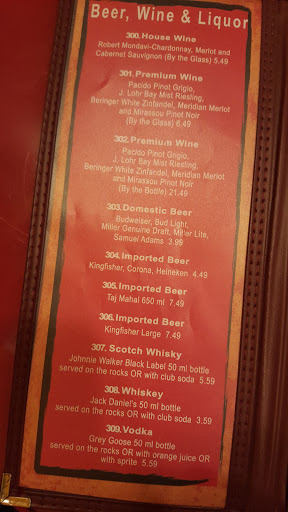 Beer, Wine & Liquor
300. House Wine
Robert Mondavi-Chardonnay, Merlot and
Cabernet Sauvignon (By the Glass) 5.49
301. Premium Wine
Pacido Pinot Grigio,
J. Lohr Bay Mist Riesling,
Beringer White Zinfandel, Meridian Merlot
and Mirassou Pinot Noir
(By the Glass) 6.49
302. Premium Wine
Pacido Pinot Grigio,
J. Lohr Bay Mist Riesling,
Beringer White Zinfandel, Meridian Merlot
and Mirassou Pinot Noir
(By the Bottle) 21.49
303. Domestic Beer
Budweiser, Bud Light,
Miller Genuine Draft, Miller Lite,
Samuel Adams 3.98
304. Imported Beer
Kingfisher, Corona, Heineken 4.49
305. Imported Beer
Taj Mahal 650 ml 7.49
306. Imported Beer
Kingfisher Large 7.49
307. Scotch Whisky
Johnnie Walker Black Label 50 ml bottle
served on the rocks OR with club soda 5.59
308. Whiskey
Jack Daniel's 50 ml bottle
served on the rocks OR with club soda 3.59
309. Vodka
Grey Goose 50 ml bottle
served on the rocks OR with orange juice OR
with sprite 5.59